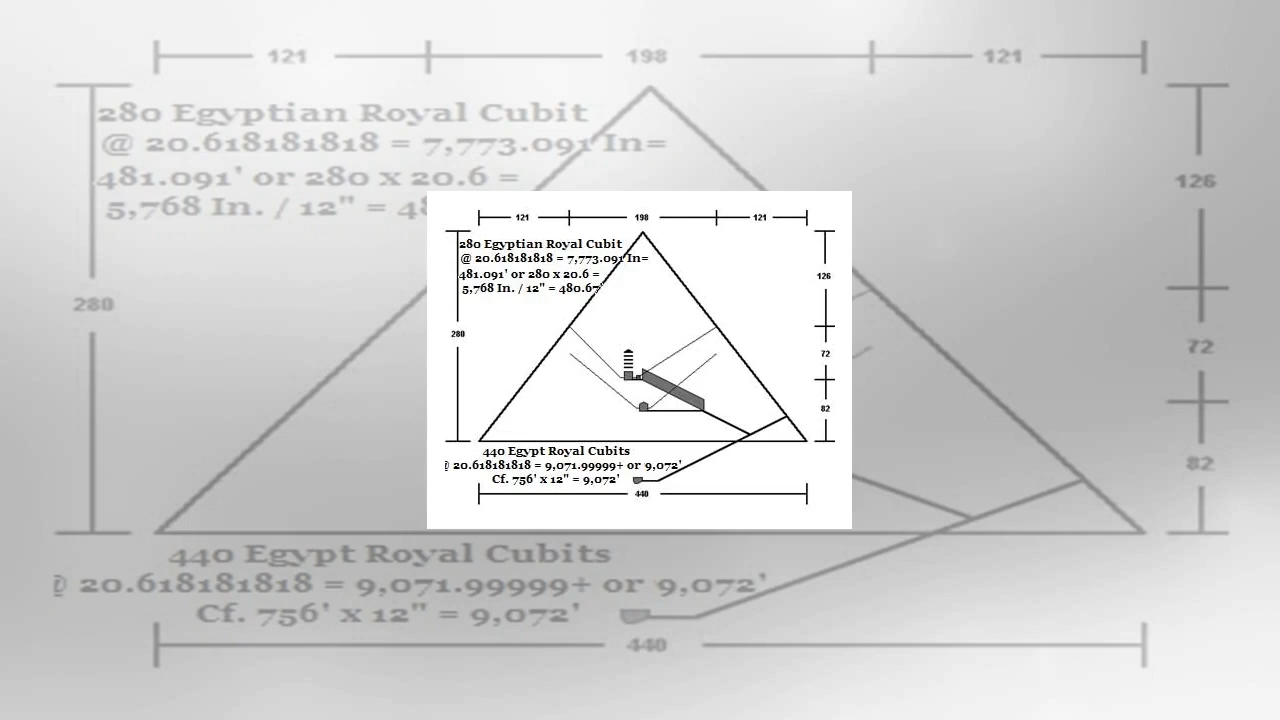 121 198 121
280 Egyptian Royal Cubit
@ 20.618181818 = 7,773.091 In=
481.091' or 280 x 20.6 =
5,768 In. / 12" = 480.67'
280
126
72
82
440 Egypt Royal Cubits
@ 20.618181818 = 9,071.99999+ or 9,072'
Cf. 756' x 12" = 9,072'
440